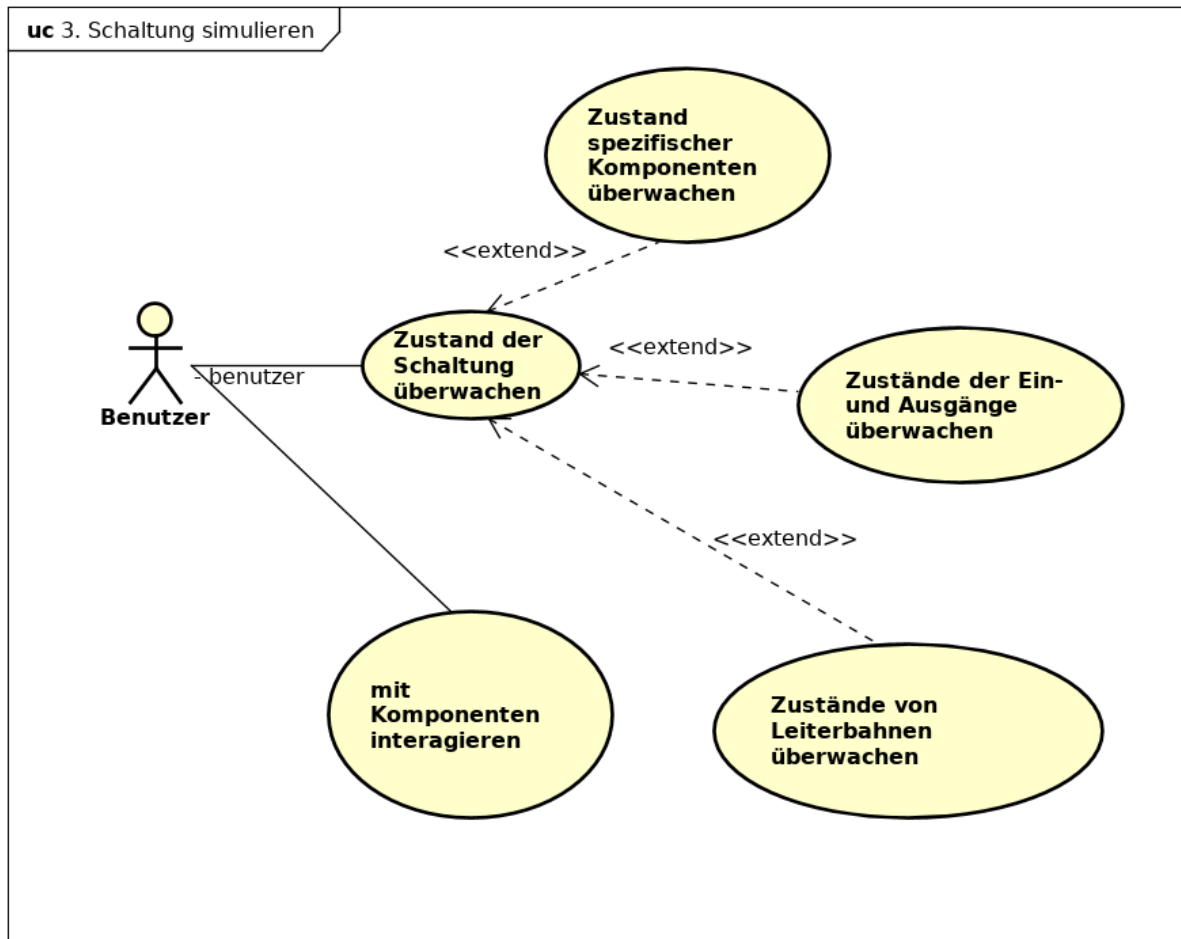 uc 3. Schaltung simulieren
Zustand
spezifischer
Komponenten
überwachen
<<extend>>
Zustand der
Schaltung
überwachen
<<extend>>
- benutzer
Benutzer
Zustände der Ein-
und Ausgänge
überwachen
<<extend>>
mit
Komponenten
interagieren
Zustände von
Leiterbahnen
überwachen